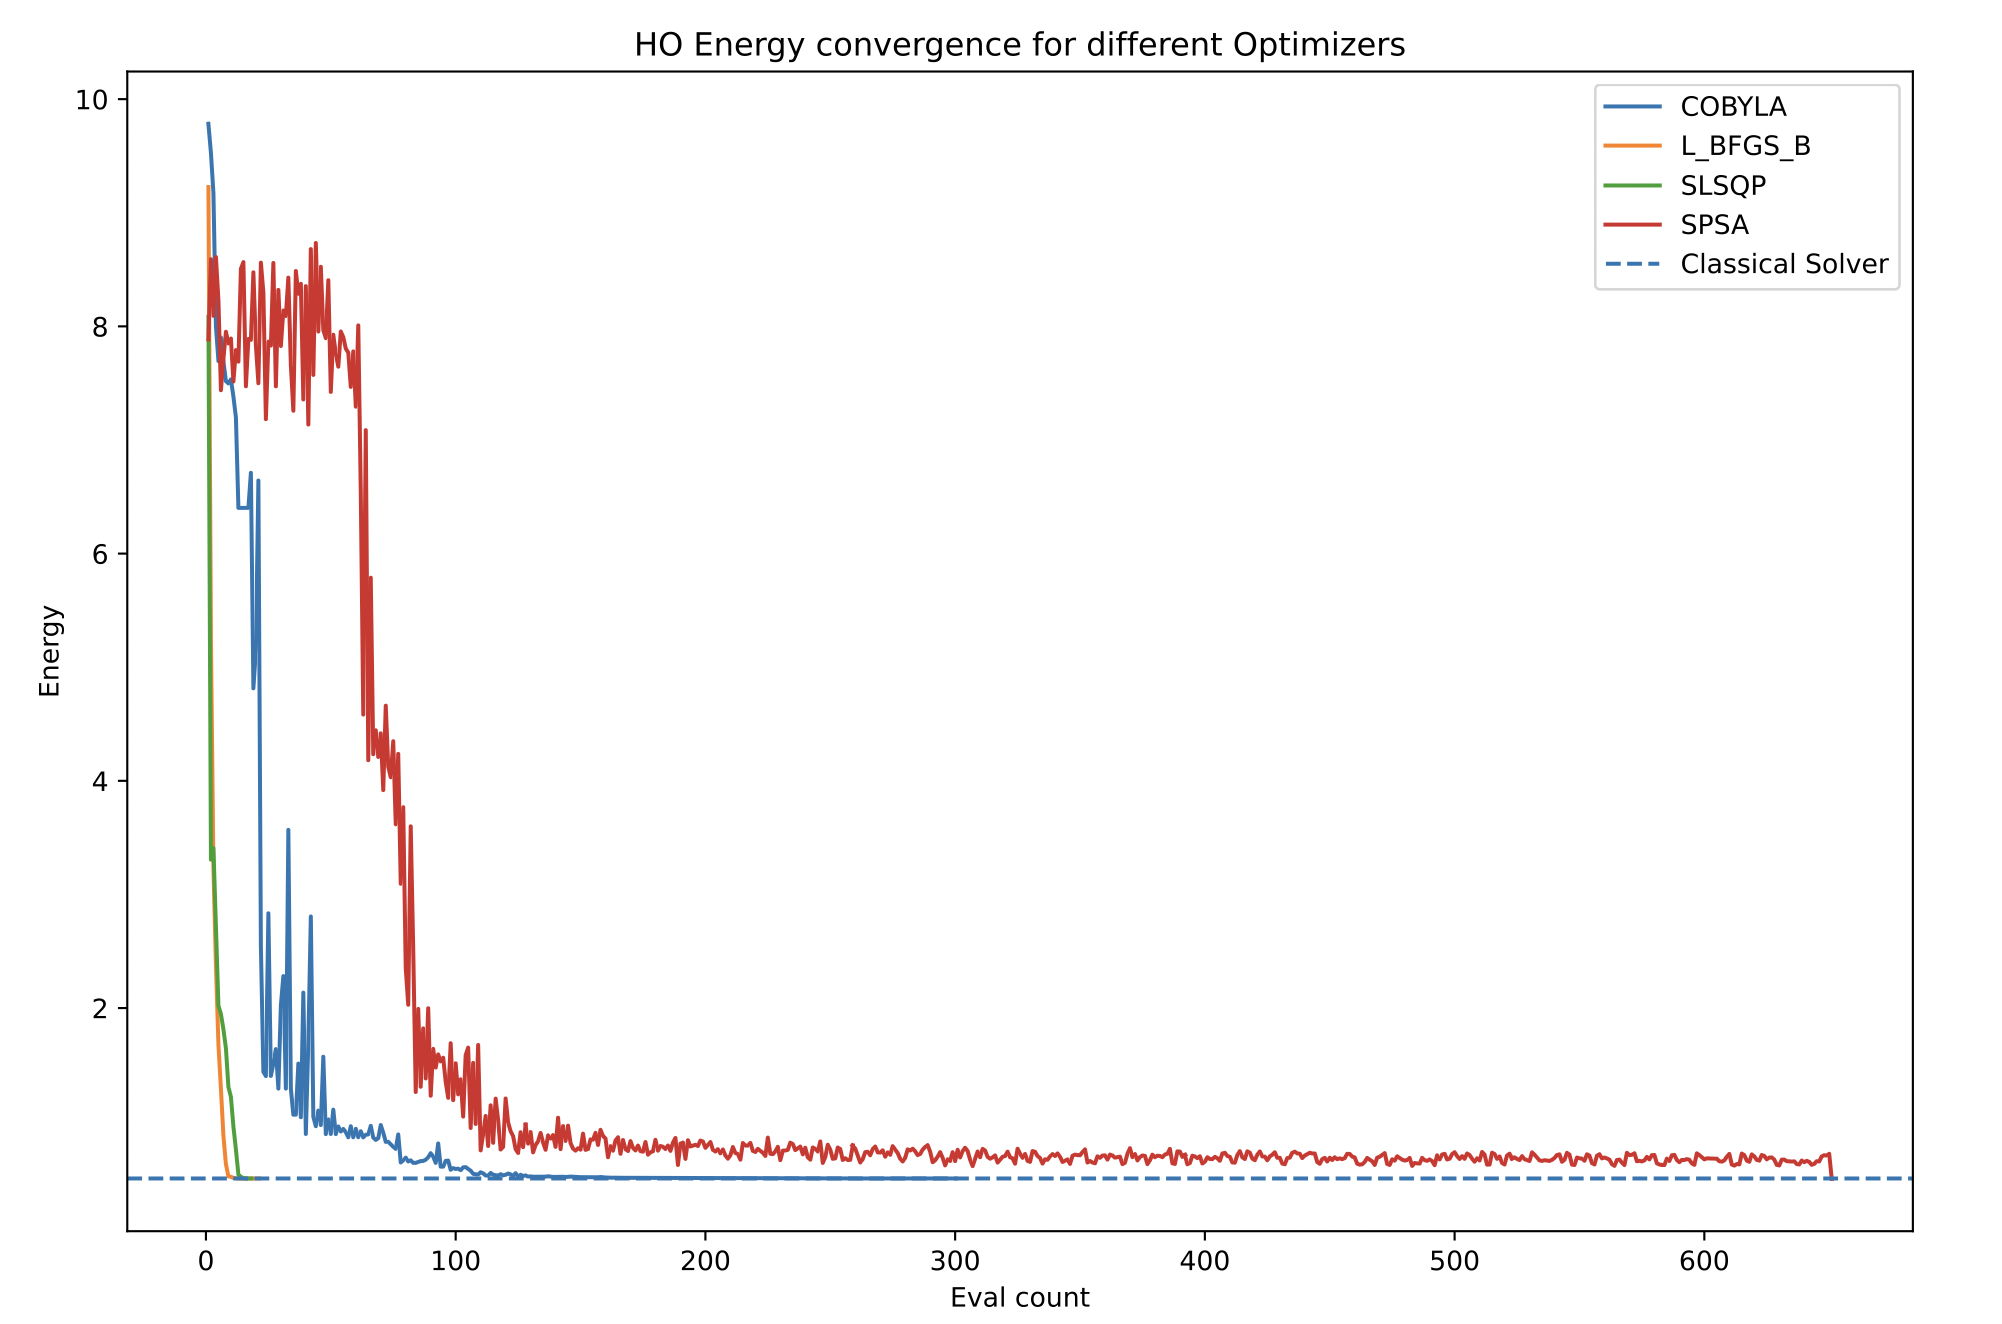 HO Energy convergence for different Optimizers
10
8
6
4
2
Energy
COBYLA
L_BFGS_B
SLSQP
SPSA
Classical Solver
0 100 200 300 400 500 600
Eval count